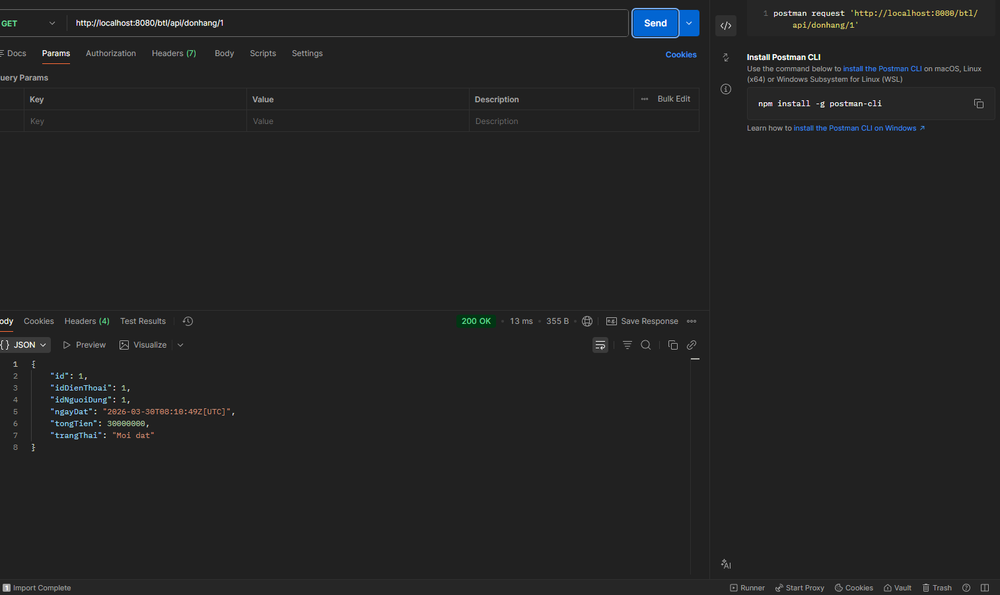 GET
http://localhost:8080/btl/api/donhang/1
Send
Docs
Params
Authorization
Headers (7)
Body
Scripts
Settings
Cookies
uery Params
Key
Value
Description
Bulk Edit
Key
Value
Description
1 postman request 'http://localhost:8080/btl/
api/donhang/1'
Install Postman CLI
Use the command below to install the Postman CLI on macOS, Linux
(x64) or Windows Subsystem for Linux (WSL)
npm install -g postman-cli
Learn how to install the Postman CLI on Windows ↗
ody
Cookies
Headers (4)
Test Results
200 OK • 13 ms • 355 B
e.g. Save Response
{} JSON
Preview
Visualize
1 {
2 "id": 1,
3 "idDienThoai": 1,
4 "idNguoiDung": 1,
5 "ngayDat": "2026-03-30T08:10:49Z[UTC]",
6 "tongTien": 30000000,
7 "trangThai": "Moi dat"
8 }
AI
1 Import Complete
Runner
Start Proxy
Cookies
Vault
Trash